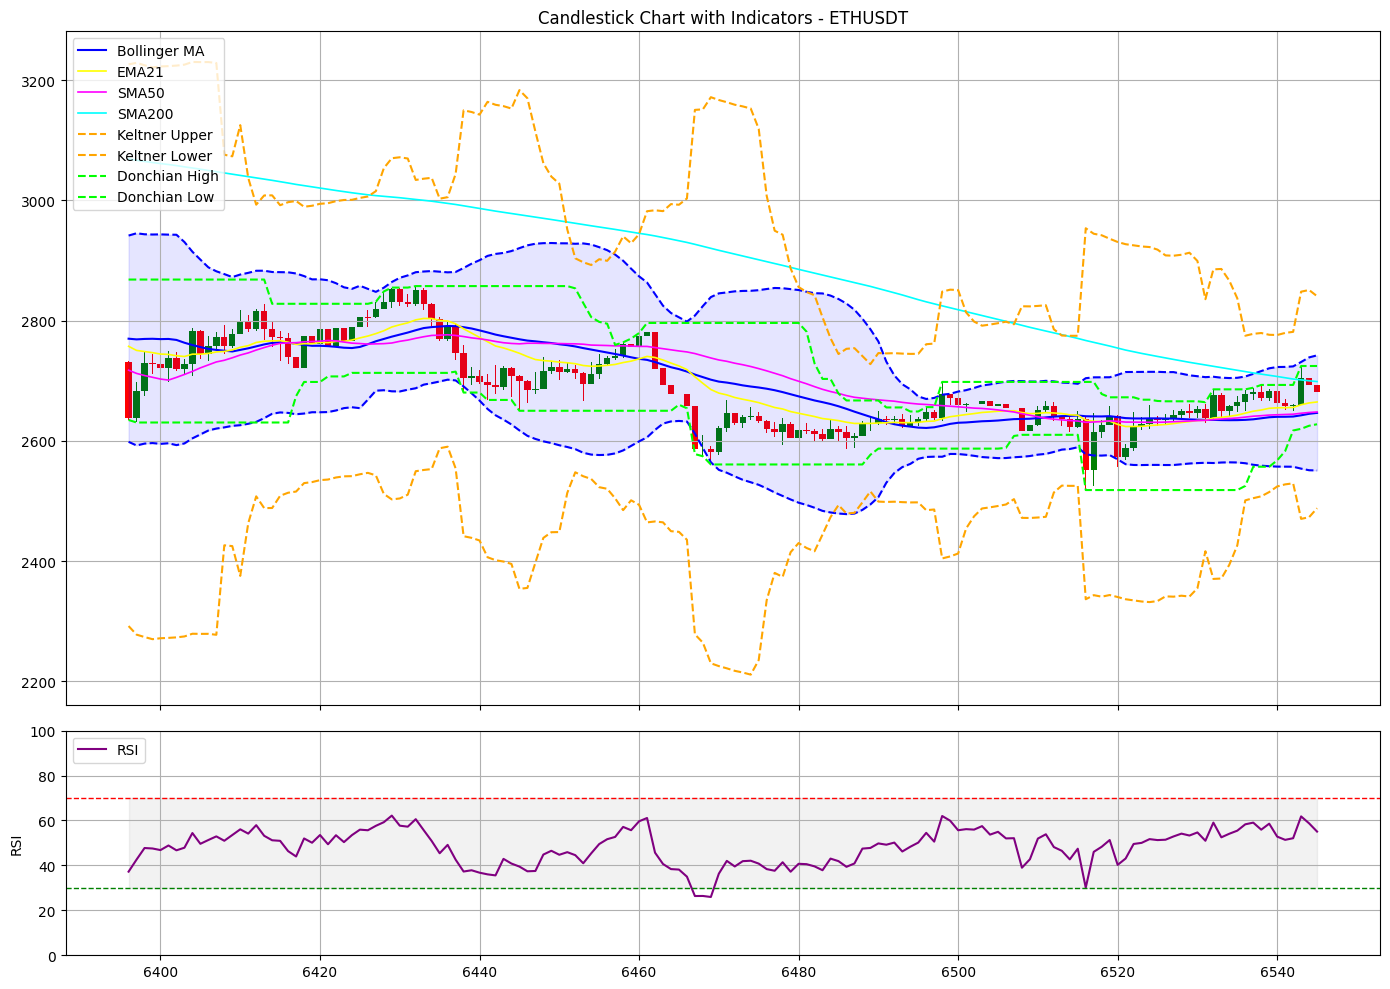 Candlestick Chart with Indicators - ETHUSDT
Bollinger MA
EMA21
SMA50
SMA200
Keltner Upper
Keltner Lower
Donchian High
Donchian Low
3200
3000
2800
2600
2400
2200
RSI
RSI
100
80
60
40
20
0
6400
6420
6440
6460
6480
6500
6520
6540